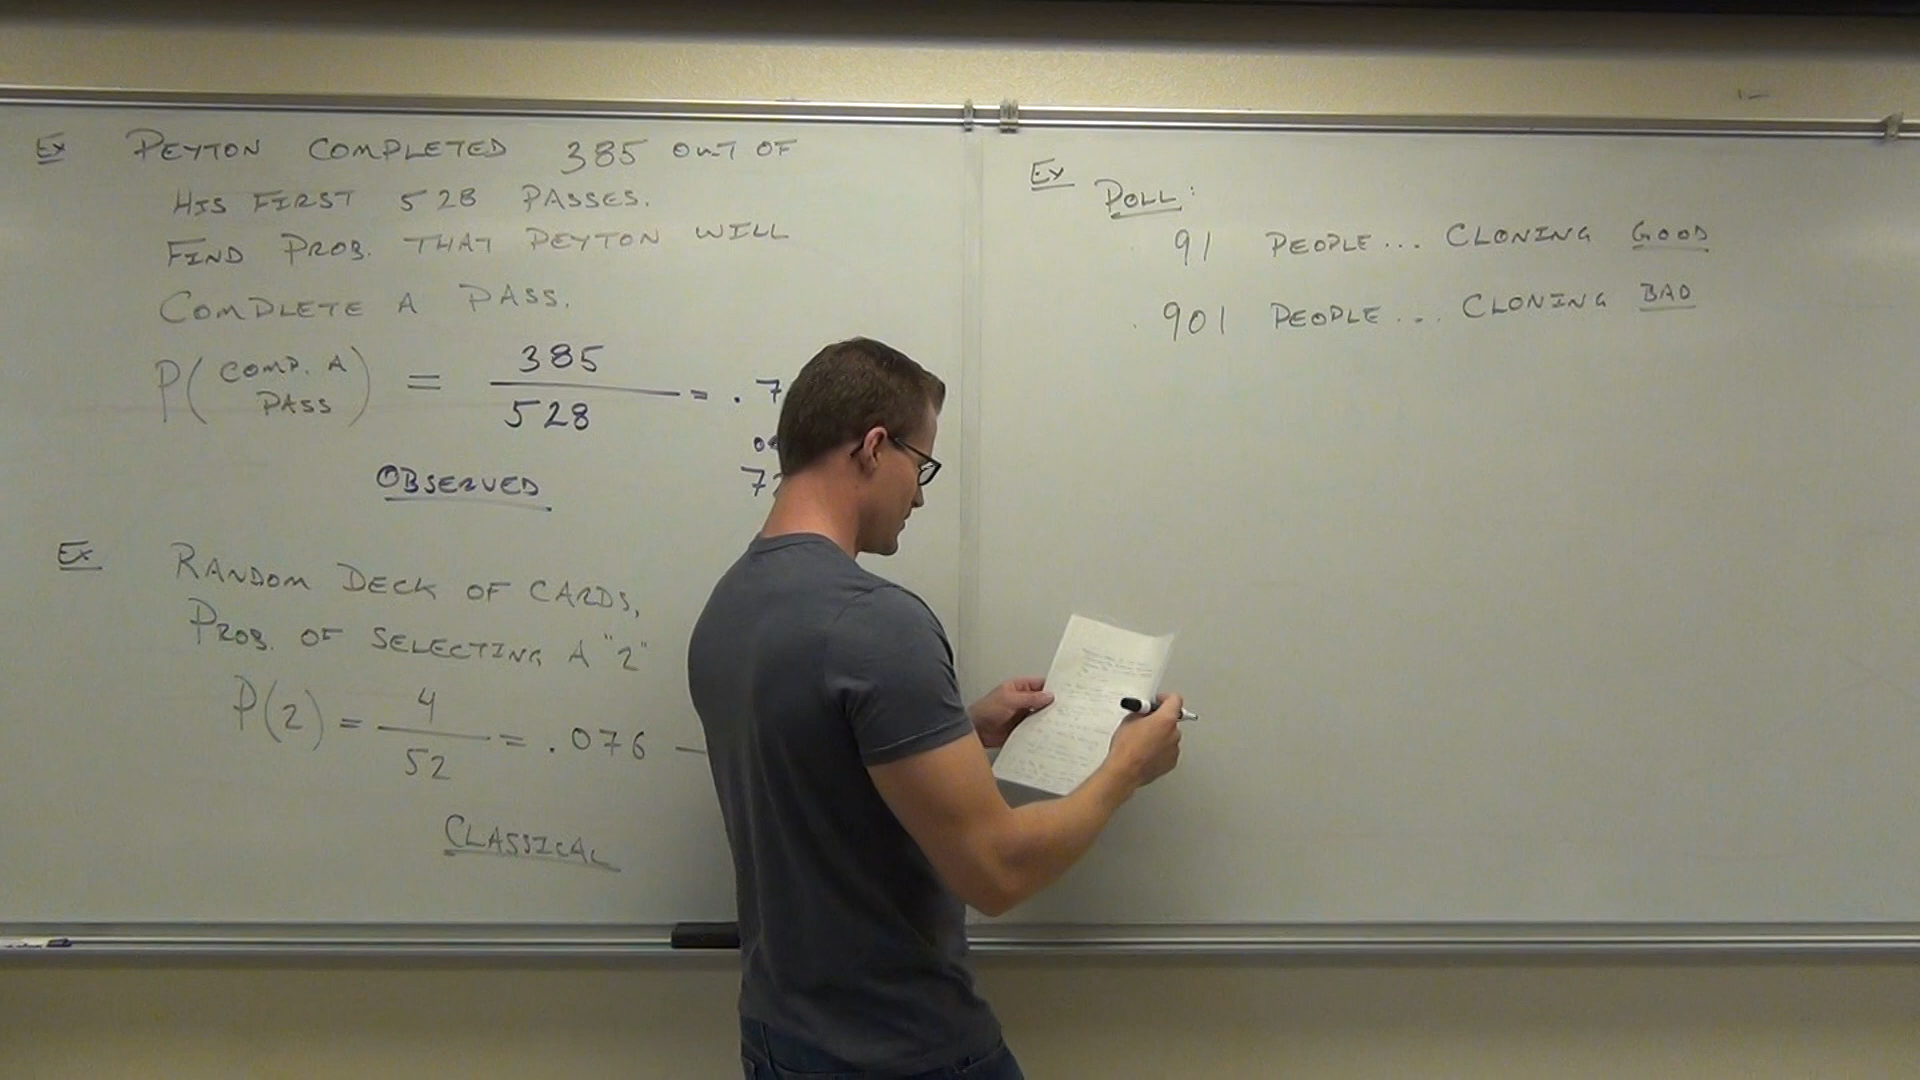 Ex PEYTON COMPLETED 385 OUT OF
HIS FIRST 528 PASSES.
FIND PROB. THAT PEYTON WILL
COMPLETE A PASS.
P( COMP. A PASS ) = 385 / 528 = .7
OBSERVED
Ex RANDOM DECK OF CARDS,
PROB. OF SELECTING A "2"
P(2) = 4 / 52 = .076 —
CLASSICAL
Ex POLL:
91 PEOPLE... CLONING GOOD
901 PEOPLE... CLONING BAD